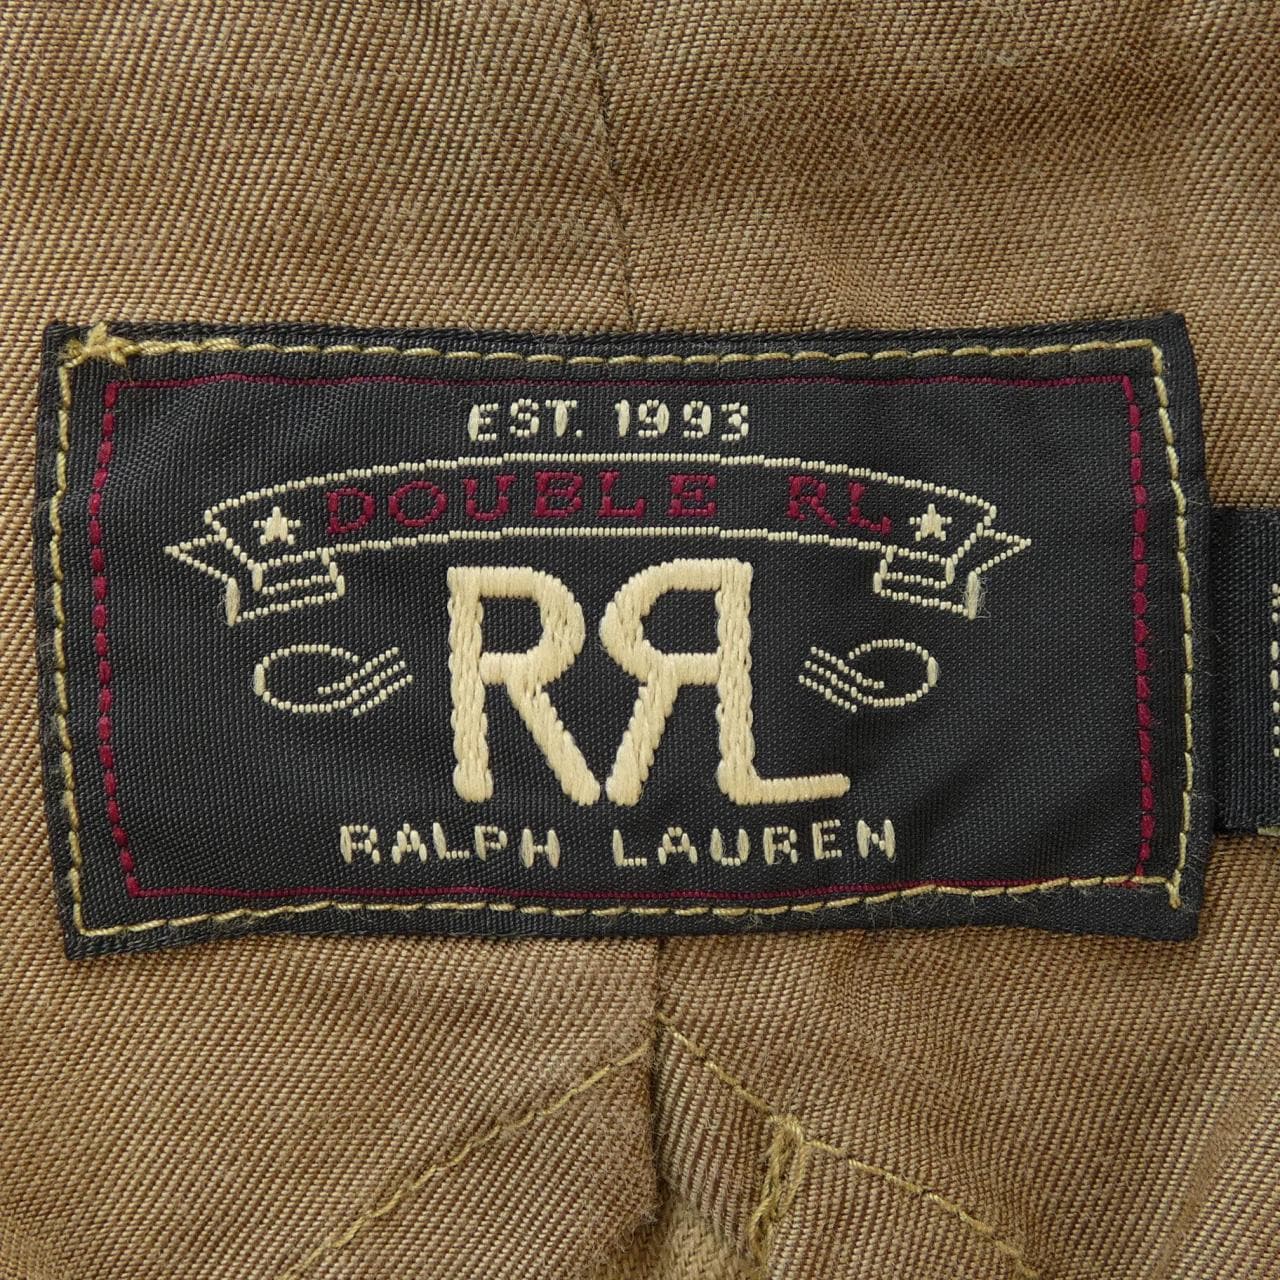 EST. 1993
DOUBLE RL
RRL
RALPH LAUREN